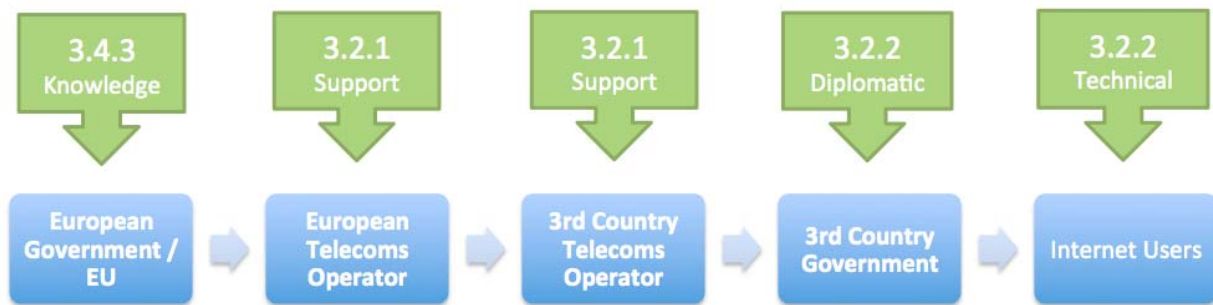 3.4.3
Knowledge
3.2.1
Support
3.2.1
Support
3.2.2
Diplomatic
3.2.2
Technical
European
Government /
EU
European
Telecoms
Operator
3rd Country
Telecoms
Operator
3rd Country
Government
Internet Users